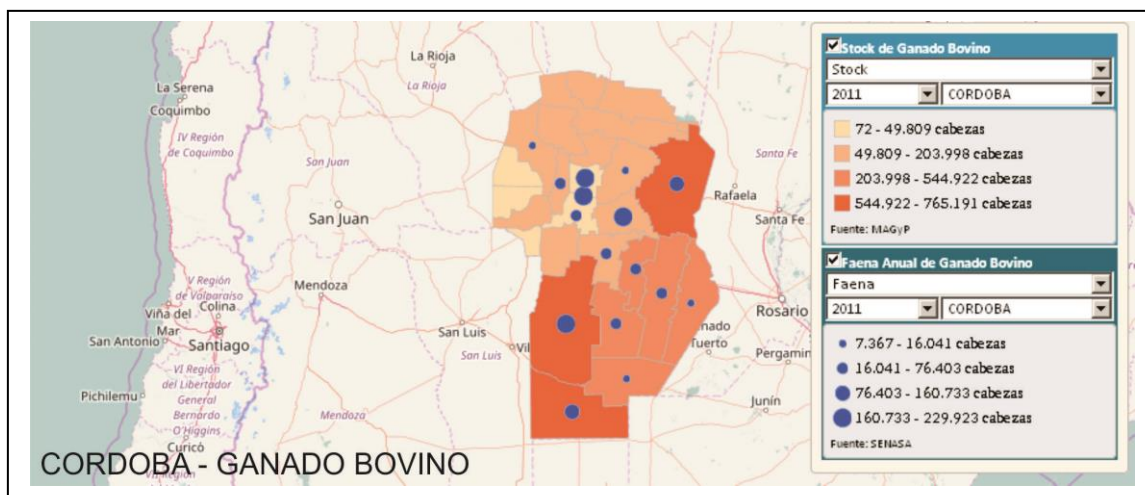 La Rioja
La Rioja
La Serena
Coquimbo
IV Región
de Coquimbo
San Juan
San Juan
Santa Fe
Rafaela
Santa Fe
V Región
de Valparaíso
Mendoza
Viña del
Mar
Colina
San Antonio
Santiago
San Luis
San Luis
Rosario
nado
Tuerto
Pergamin
VI Región
del Libertador
General
Bernardo
O'Higgins
Pichilemu
Mendoza
Junín
Curicó
CORDOBA - GANADO BOVINO
Stock de Ganado Bovino
Stock
2011 CORDOBA
72 - 49.809 cabezas
49.809 - 203.998 cabezas
203.998 - 544.922 cabezas
544.922 - 765.191 cabezas
Fuente: MAGyP
Faena Anual de Ganado Bovino
Faena
2011 CORDOBA
7.367 - 16.041 cabezas
16.041 - 76.403 cabezas
76.403 - 160.733 cabezas
160.733 - 229.923 cabezas
Fuente: SENASA